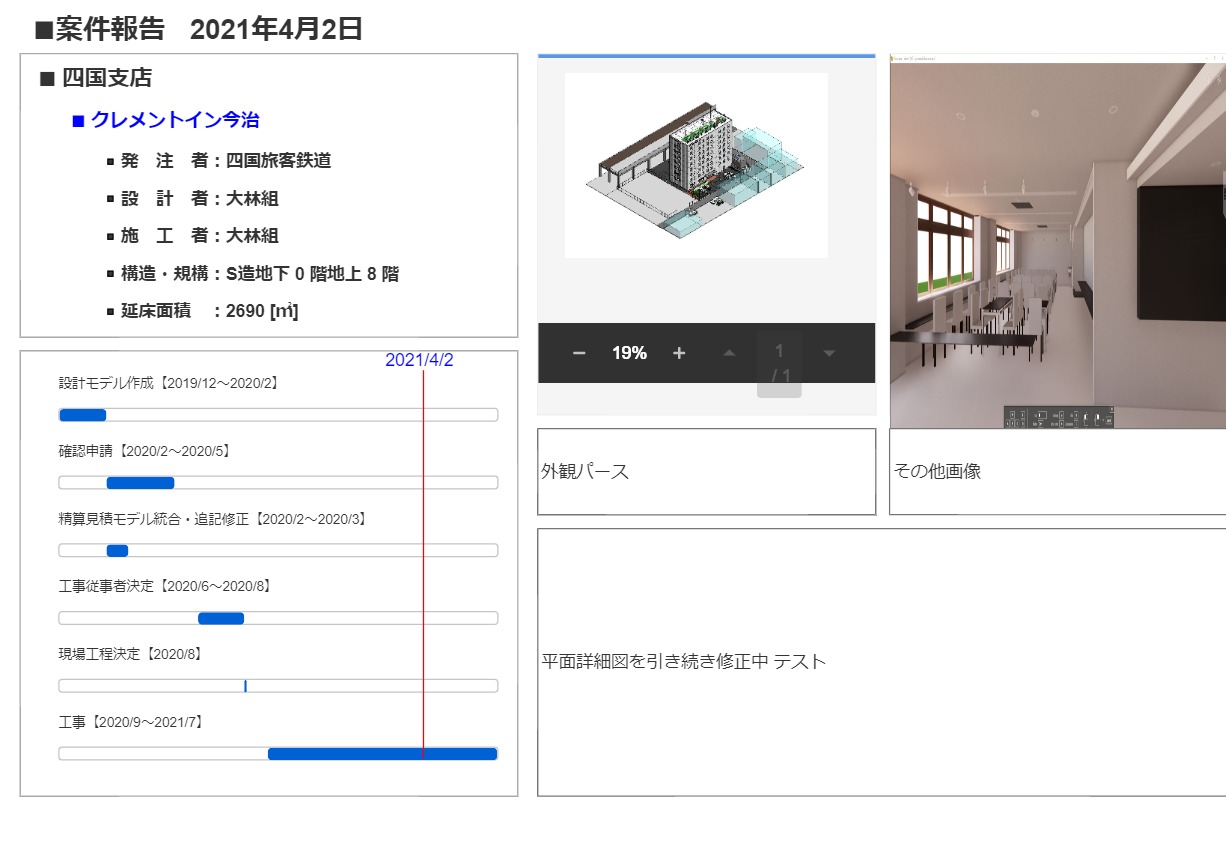 ■案件報告 2021年4月2日
■ 四国支店
■ クレメントイン今治
▪ 発　注　者：四国旅客鉄道
▪ 設　計　者：大林組
▪ 施　工　者：大林組
▪ 構造・規構：S造地下 0 階地上 8 階
▪ 延床面積　：2690 [㎡]
2021/4/2
設計モデル作成【2019/12～2020/2】
確認申請【2020/2～2020/5】
精算見積モデル統合・追記修正【2020/2～2020/3】
工事従事者決定【2020/6～2020/8】
現場工程決定【2020/8】
工事【2020/9～2021/7】
− 19% +
1
/ 1
外観パース
その他画像
平面詳細図を引き続き修正中 テスト